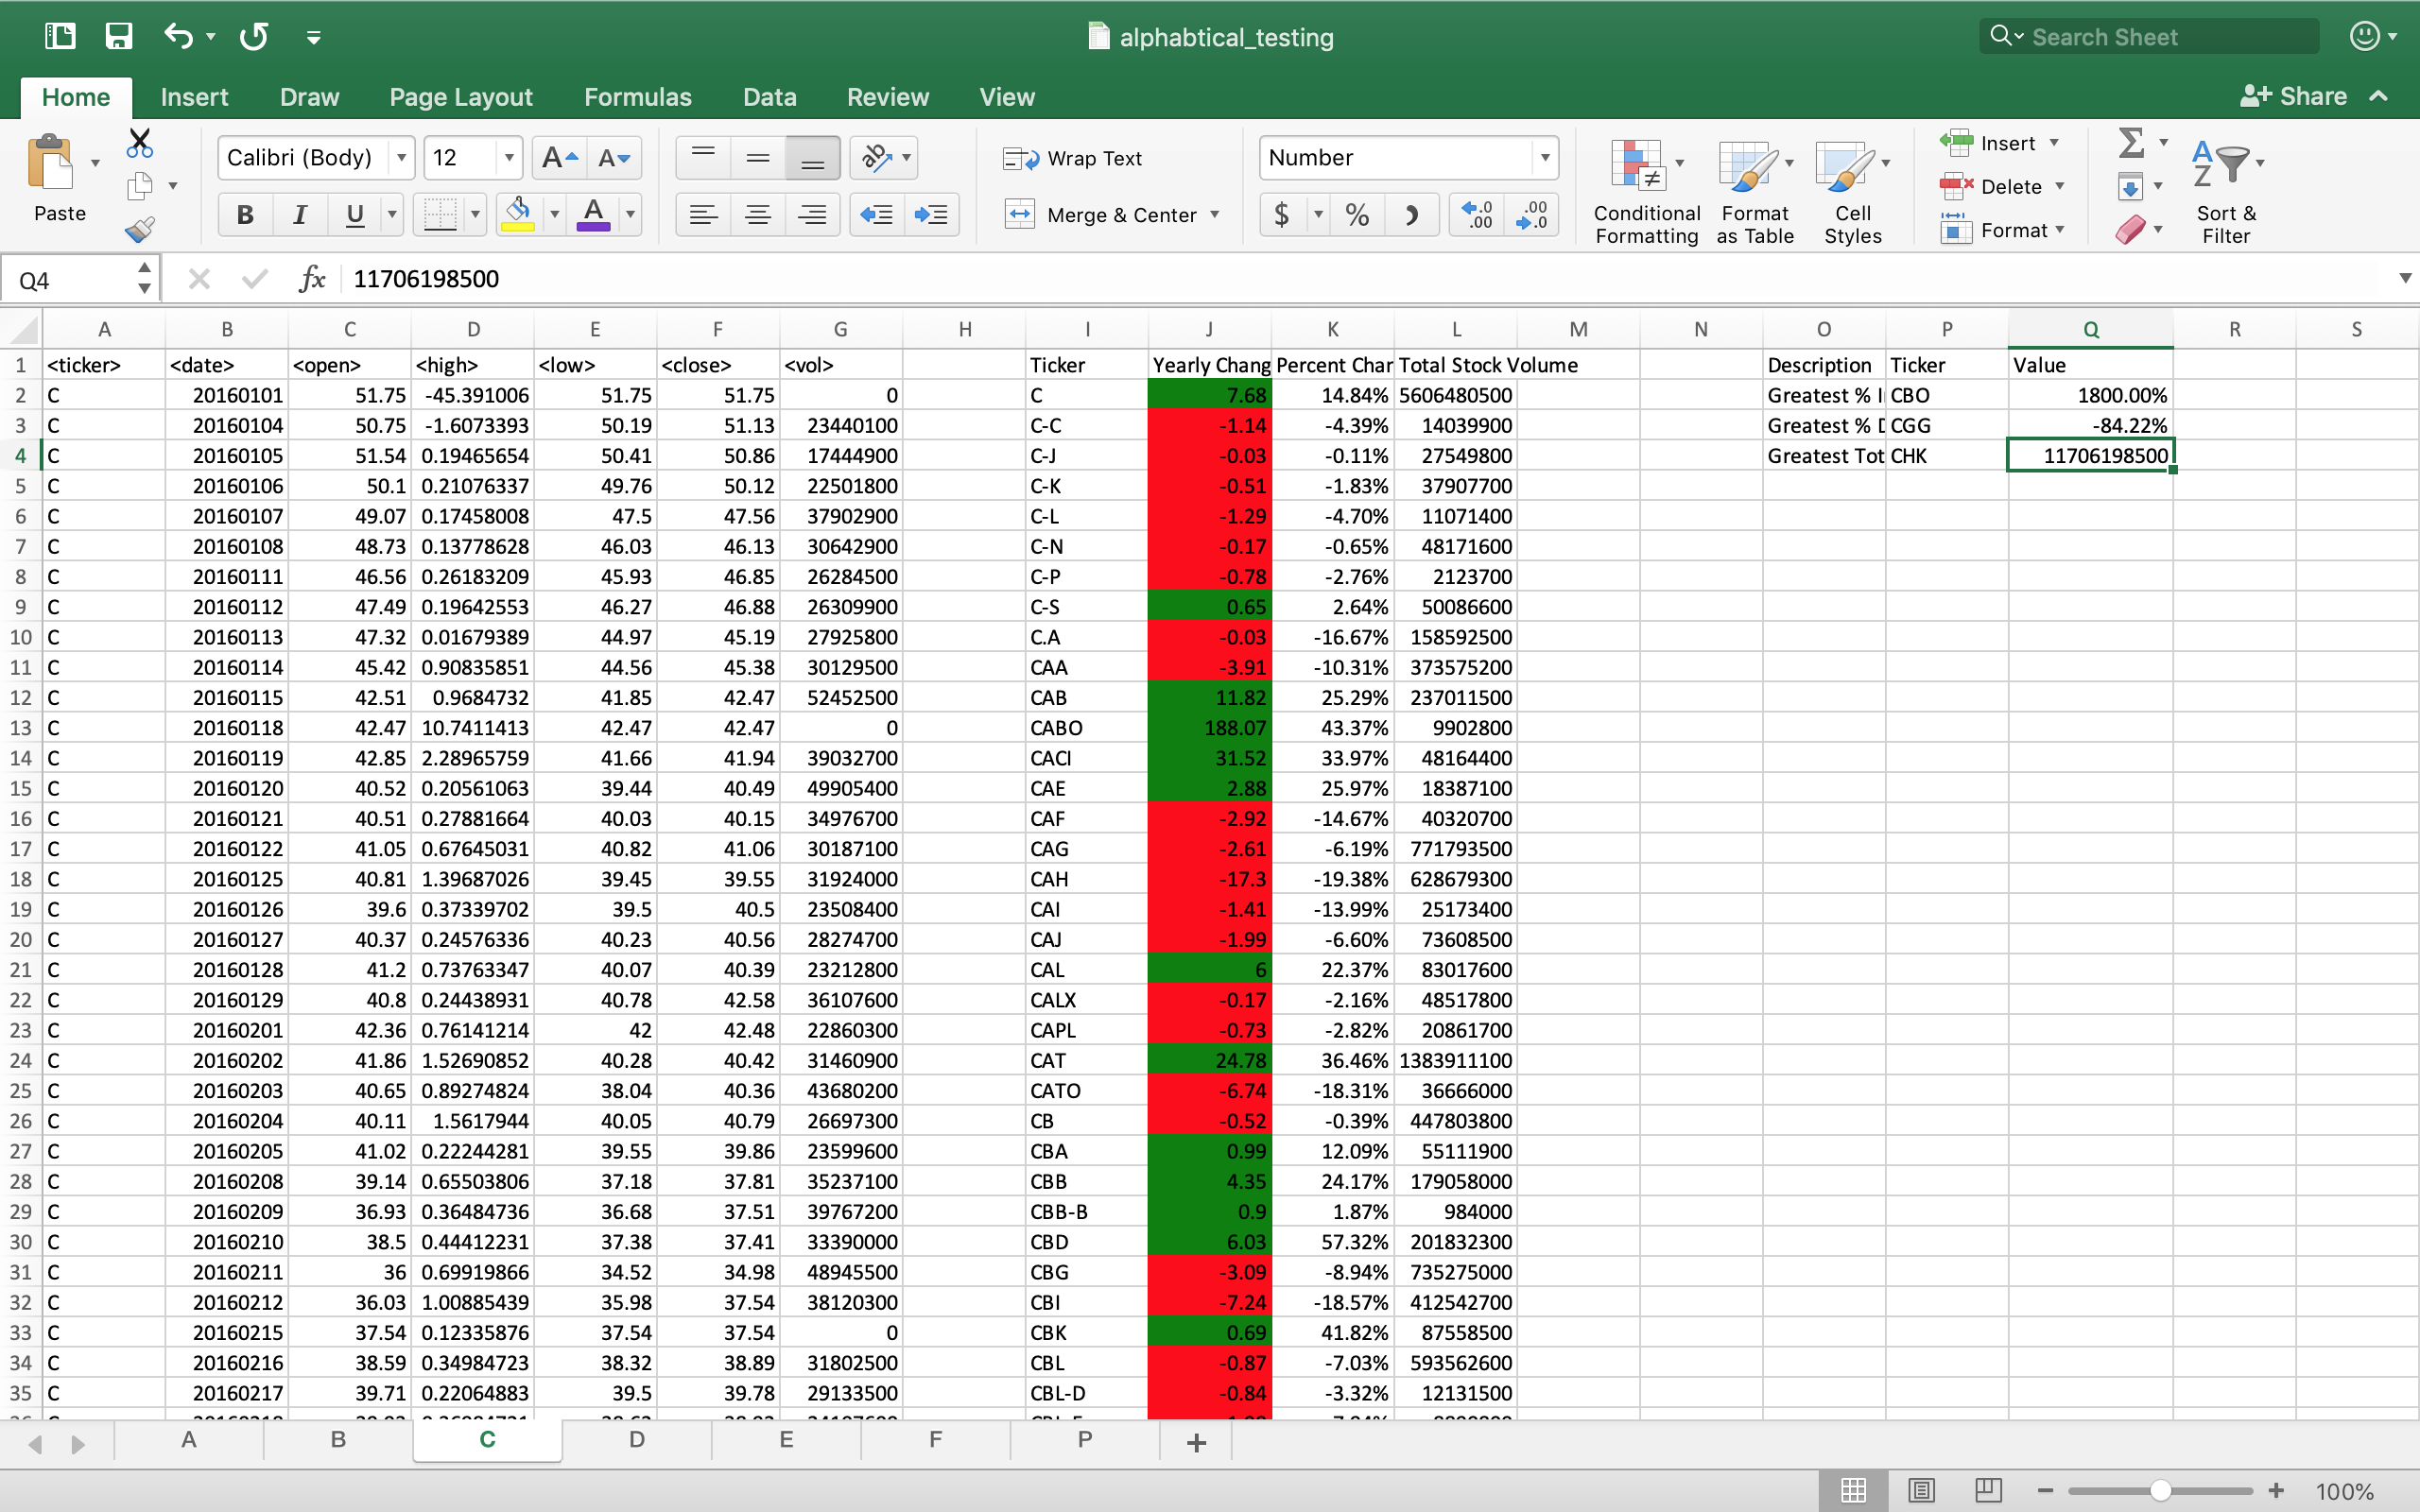 alphabtical_testing
Search Sheet
Home Insert Draw Page Layout Formulas Data Review View Share
Paste
Calibri (Body) 12
Wrap Text
Merge & Center
Number
Conditional Formatting
Format as Table
Cell Styles
Insert
Delete
Format
Sort & Filter
Q4 fx 11706198500
A B C D E F G H I J K L M N O P Q R S
1 <ticker> <date> <open> <high> <low> <close> <vol> Ticker Yearly Chang Percent Char Total Stock Volume Description Ticker Value
2 C 20160101 51.75 -45.391006 51.75 51.75 0 C 7.68 14.84% 5606480500 Greatest % I CBO 1800.00%
3 C 20160104 50.75 -1.6073393 50.19 51.13 23440100 C-C -1.14 -4.39% 14039900 Greatest % D CGG -84.22%
4 C 20160105 51.54 0.19465654 50.41 50.86 17444900 C-J -0.03 -0.11% 27549800 Greatest Tot CHK 11706198500
5 C 20160106 50.1 0.21076337 49.76 50.12 22501800 C-K -0.51 -1.83% 37907700
6 C 20160107 49.07 0.17458008 47.5 47.56 37902900 C-L -1.29 -4.70% 11071400
7 C 20160108 48.73 0.13778628 46.03 46.13 30642900 C-N -0.17 -0.65% 48171600
8 C 20160111 46.56 0.26183209 45.93 46.85 26284500 C-P -0.78 -2.76% 2123700
9 C 20160112 47.49 0.19642553 46.27 46.88 26309900 C-S 0.65 2.64% 50086600
10 C 20160113 47.32 0.01679389 44.97 45.19 27925800 C.A -0.03 -16.67% 158592500
11 C 20160114 45.42 0.90835851 44.56 45.38 30129500 CAA -3.91 -10.31% 373575200
12 C 20160115 42.51 0.9684732 41.85 42.47 52452500 CAB 11.82 25.29% 237011500
13 C 20160118 42.47 10.7411413 42.47 42.47 0 CABO 188.07 43.37% 9902800
14 C 20160119 42.85 2.28965759 41.66 41.94 39032700 CACI 31.52 33.97% 48164400
15 C 20160120 40.52 0.20561063 39.44 40.49 49905400 CAE 2.88 25.97% 18387100
16 C 20160121 40.51 0.27881664 40.03 40.15 34976700 CAF -2.92 -14.67% 40320700
17 C 20160122 41.05 0.67645031 40.82 41.06 30187100 CAG -2.61 -6.19% 771793500
18 C 20160125 40.81 1.39687026 39.45 39.55 31924000 CAH -17.3 -19.38% 628679300
19 C 20160126 39.6 0.37339702 39.5 40.5 23508400 CAI -1.41 -13.99% 25173400
20 C 20160127 40.37 0.24576336 40.23 40.56 28274700 CAJ -1.99 -6.60% 73608500
21 C 20160128 41.2 0.73763347 40.07 40.39 23212800 CAL 6 22.37% 83017600
22 C 20160129 40.8 0.24438931 40.78 42.58 36107600 CALX -0.17 -2.16% 48517800
23 C 20160201 42.36 0.76141214 42 42.48 22860300 CAPL -0.73 -2.82% 20861700
24 C 20160202 41.86 1.52690852 40.28 40.42 31460900 CAT 24.78 36.46% 1383911100
25 C 20160203 40.65 0.89274824 38.04 40.36 43680200 CATO -6.74 -18.31% 36666000
26 C 20160204 40.11 1.5617944 40.05 40.79 26697300 CB -0.52 -0.39% 447803800
27 C 20160205 41.02 0.22244281 39.55 39.86 23599600 CBA 0.99 12.09% 55111900
28 C 20160208 39.14 0.65503806 37.18 37.81 35237100 CBB 4.35 24.17% 179058000
29 C 20160209 36.93 0.36484736 36.68 37.51 39767200 CBB-B 0.9 1.87% 984000
30 C 20160210 38.5 0.44412231 37.38 37.41 33390000 CBD 6.03 57.32% 201832300
31 C 20160211 36 0.69919866 34.52 34.98 48945500 CBG -3.09 -8.94% 735275000
32 C 20160212 36.03 1.00885439 35.98 37.54 38120300 CBI -7.24 -18.57% 412542700
33 C 20160215 37.54 0.12335876 37.54 37.54 0 CBK 0.69 41.82% 87558500
34 C 20160216 38.59 0.34984723 38.32 38.89 31802500 CBL -0.87 -7.03% 593562600
35 C 20160217 39.71 0.22064883 39.5 39.78 29133500 CBL-D -0.84 -3.32% 12131500
A B C D E F P +
100%